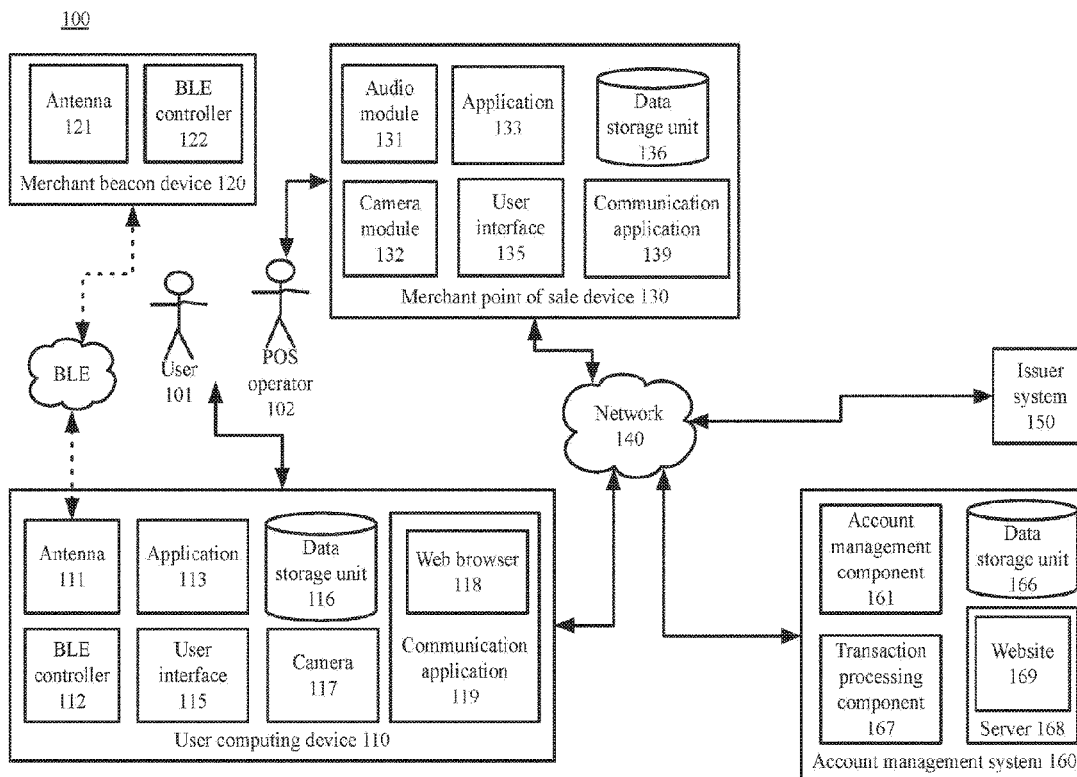 100
Antenna
121
BLE
controller
122
Merchant beacon device 120
Audio
module
131
Application
133
Data
storage unit
136
Camera
module
132
User
interface
135
Communication
application
139
Merchant point of sale device 130
BLE
User
101
POS
operator
102
Network
140
Issuer
system
150
Antenna
111
Application
113
Data
storage unit
116
Web browser
118
BLE
controller
112
User
interface
115
Camera
117
Communication
application
119
User computing device 110
Account
management
component
161
Data
storage unit
166
Transaction
processing
component
167
Website
169
Server 168
Account management system 160